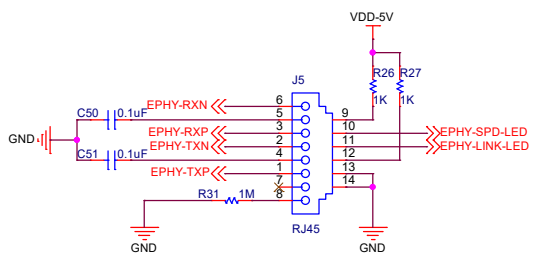 VDD-5V
R26 R27
1K 1K
J5
EPHY-RXN 6
C50 0.1uF 5
9
EPHY-RXP 3
10 EPHY-SPD-LED
GND
EPHY-TXN 2
11 EPHY-LINK-LED
C51 0.1uF 4
12
EPHY-TXP 1
13
7
14
R31 1M 8
RJ45
GND
GND